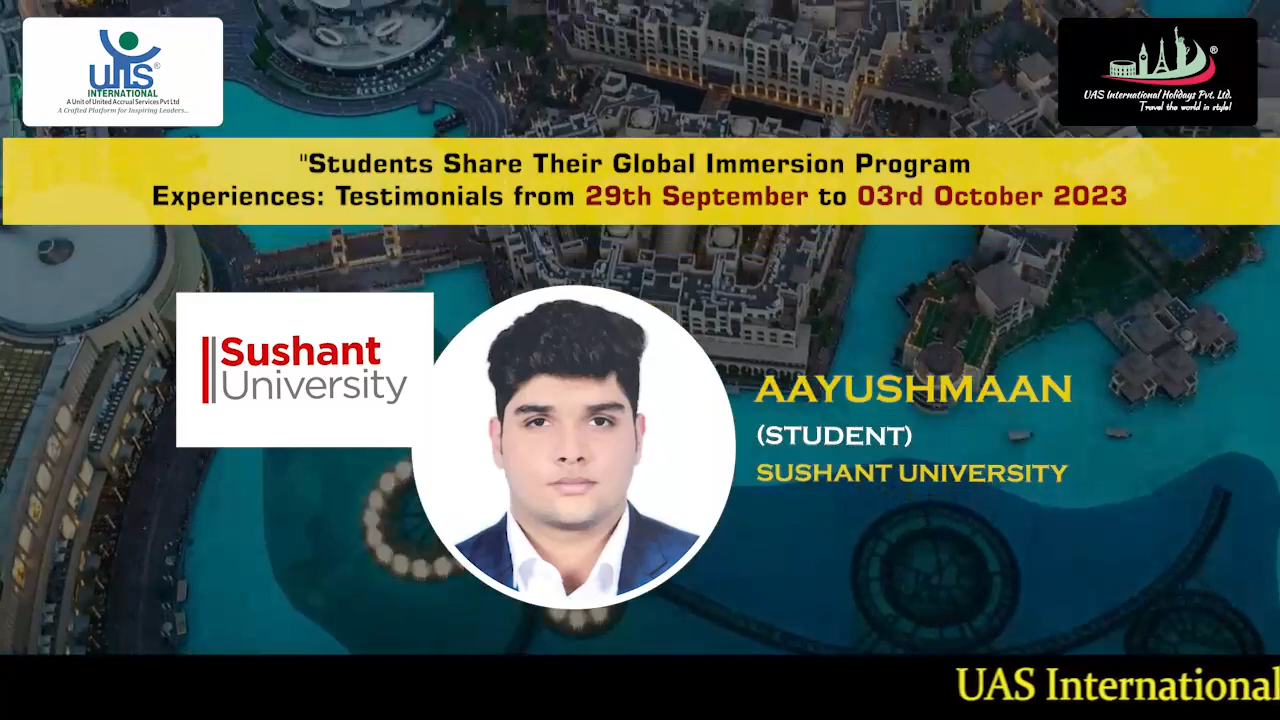 UAS®
INTERNATIONAL
A Unit of United Accrual Services Pvt Ltd
A Crafted Platform for Inspiring Leaders...
®
UAS International Holidays Pvt. Ltd.
Travel the world in style!
"Students Share Their Global Immersion Program
Experiences: Testimonials from 29th September to 03rd October 2023
Sushant
University
AAYUSHMAAN
(STUDENT)
SUSHANT UNIVERSITY
UAS International